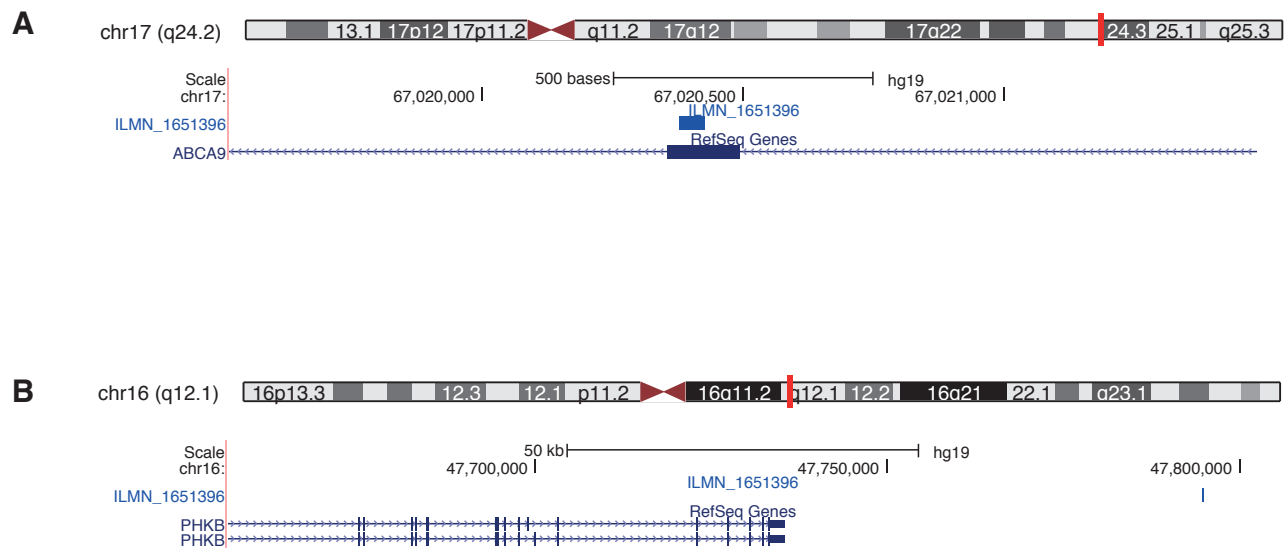 A
chr17 (q24.2)
13.1 17p12 17p11.2 q11.2 17q12 17q22 24.3 25.1 q25.3
Scale 500 bases hg19
chr17: 67,020,000 67,020,500 67,021,000
ILMN_1651396
ILMN_1651396
RefSeq Genes
ABCA9
B
chr16 (q12.1)
16p13.3 12.3 12.1 p11.2 16q11.2 q12.1 12.2 16q21 22.1 q23.1
Scale 50 kb hg19
chr16: 47,700,000 47,750,000 47,800,000
ILMN_1651396
ILMN_1651396
RefSeq Genes
PHKB
PHKB